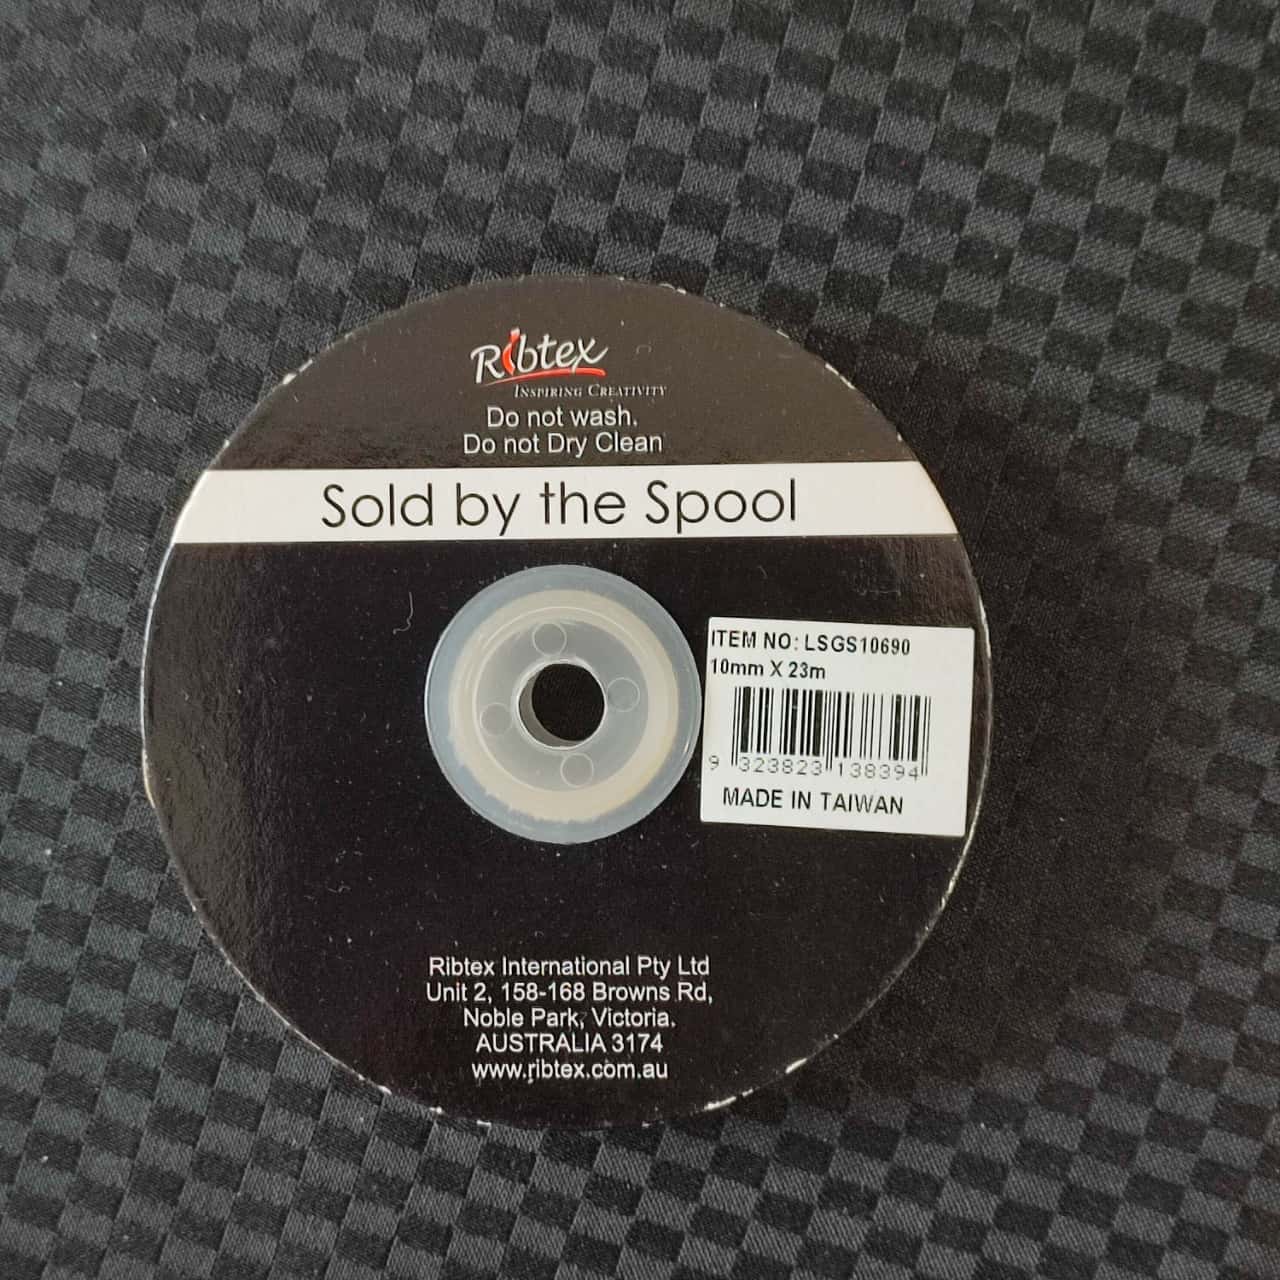 Ribtex
INSPIRING CREATIVITY
Do not wash.
Do not Dry Clean
Sold by the Spool
ITEM NO: LSGS10690
10mm X 23m
9 323823 138394
MADE IN TAIWAN
Ribtex International Pty Ltd
Unit 2, 158-168 Browns Rd,
Noble Park, Victoria.
AUSTRALIA 3174
www.ribtex.com.au